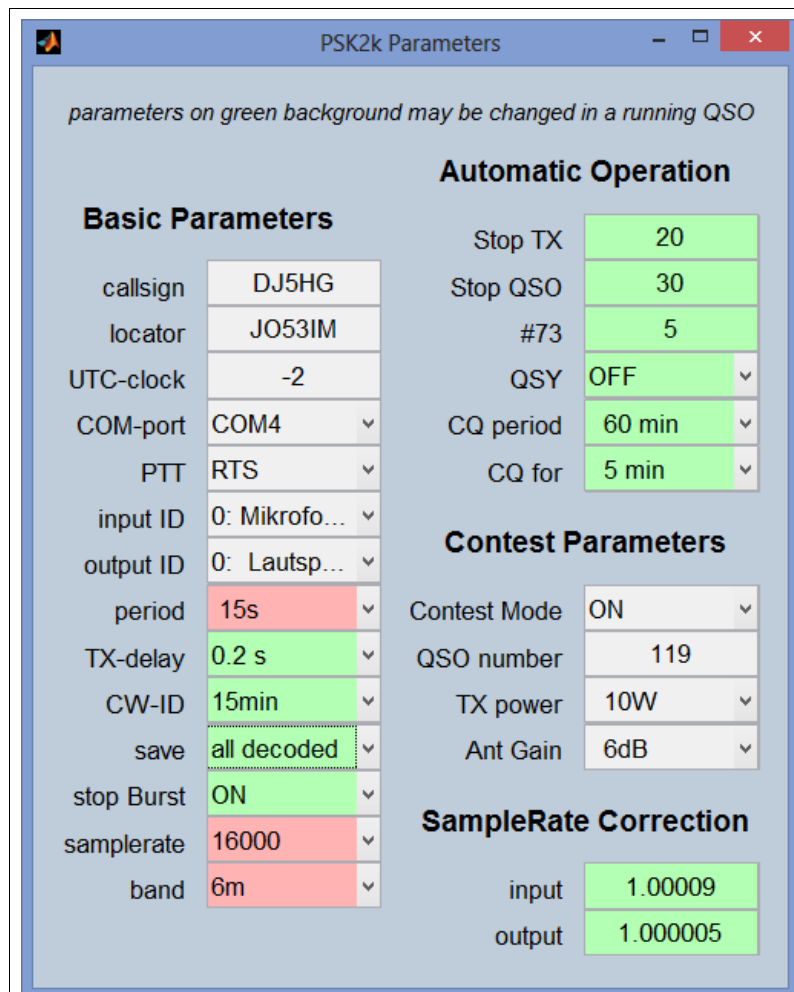 PSK2k Parameters
parameters on green background may be changed in a running QSO
Basic Parameters
callsign DJ5HG
locator JO53IM
UTC-clock -2
COM-port COM4
PTT RTS
input ID 0: Mikrofo...
output ID 0: Lautsp...
period 15s
TX-delay 0.2 s
CW-ID 15min
save all decoded
stop Burst ON
samplerate 16000
band 6m
Automatic Operation
Stop TX 20
Stop QSO 30
#73 5
QSY OFF
CQ period 60 min
CQ for 5 min
Contest Parameters
Contest Mode ON
QSO number 119
TX power 10W
Ant Gain 6dB
SampleRate Correction
input 1.00009
output 1.000005